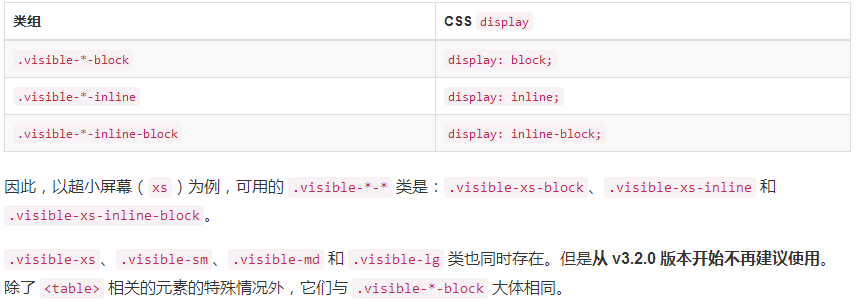 类组 CSS display
.visible-*-block display: block;
.visible-*-inline display: inline;
.visible-*-inline-block display: inline-block;
因此，以超小屏幕（ xs ）为例，可用的 .visible-*-* 类是：.visible-xs-block、.visible-xs-inline 和
.visible-xs-inline-block。
.visible-xs、.visible-sm、.visible-md 和 .visible-lg 类也同时存在。但是从 v3.2.0 版本开始不再建议使用。
除了 <table> 相关的元素的特殊情况外，它们与 .visible-*-block 大体相同。